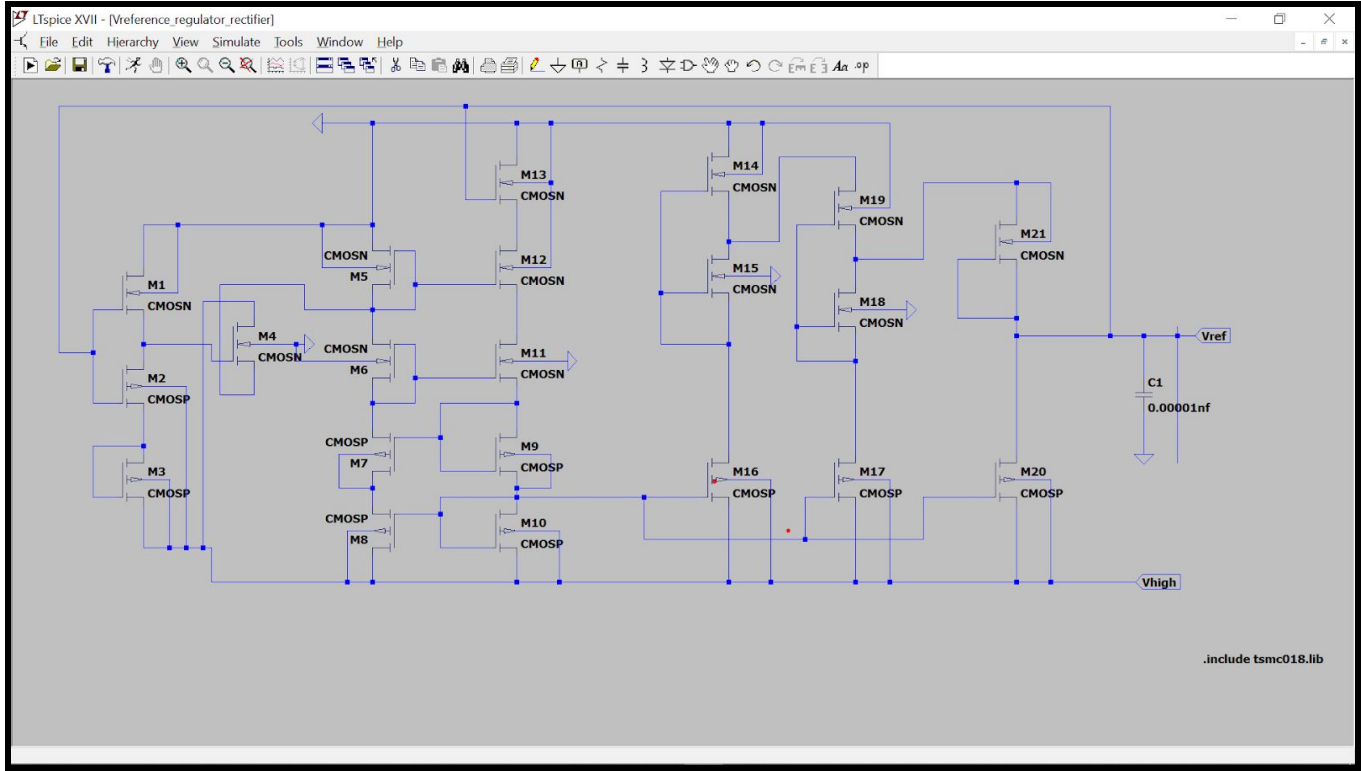 LTspice XVII - [Vreference_regulator_rectifier]
File Edit Hierarchy View Simulate Tools Window Help
M13
CMOSN
M14
CMOSN
M19
CMOSN
M21
CMOSN
CMOSN
M5
M12
CMOSN
M15
CMOSN
M1
CMOSN
M18
CMOSN
M4
CMOSN
CMOSN
M6
M11
CMOSN
Vref
M2
CMOSP
C1
0.00001nf
CMOSP
M7
M9
CMOSP
M3
CMOSP
M16
CMOSP
M17
CMOSP
M20
CMOSP
CMOSP
M8
M10
CMOSP
Vhigh
.include tsmc018.lib